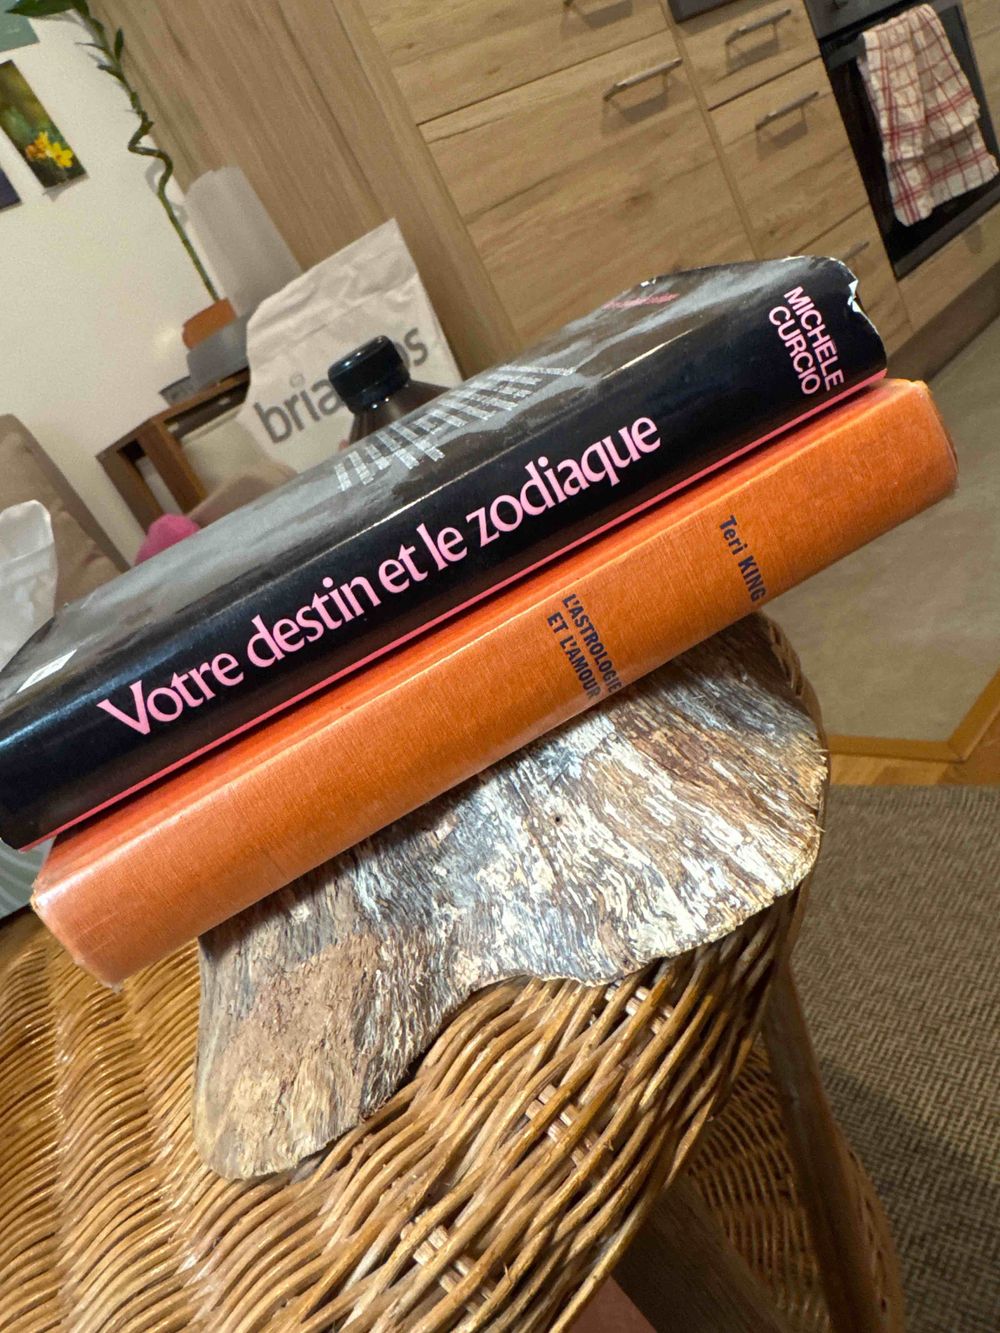 Votre destin et le zodiaque
MICHELE
CURCIO
L'ASTROLOGIE
ET L'AMOUR
Teri KING